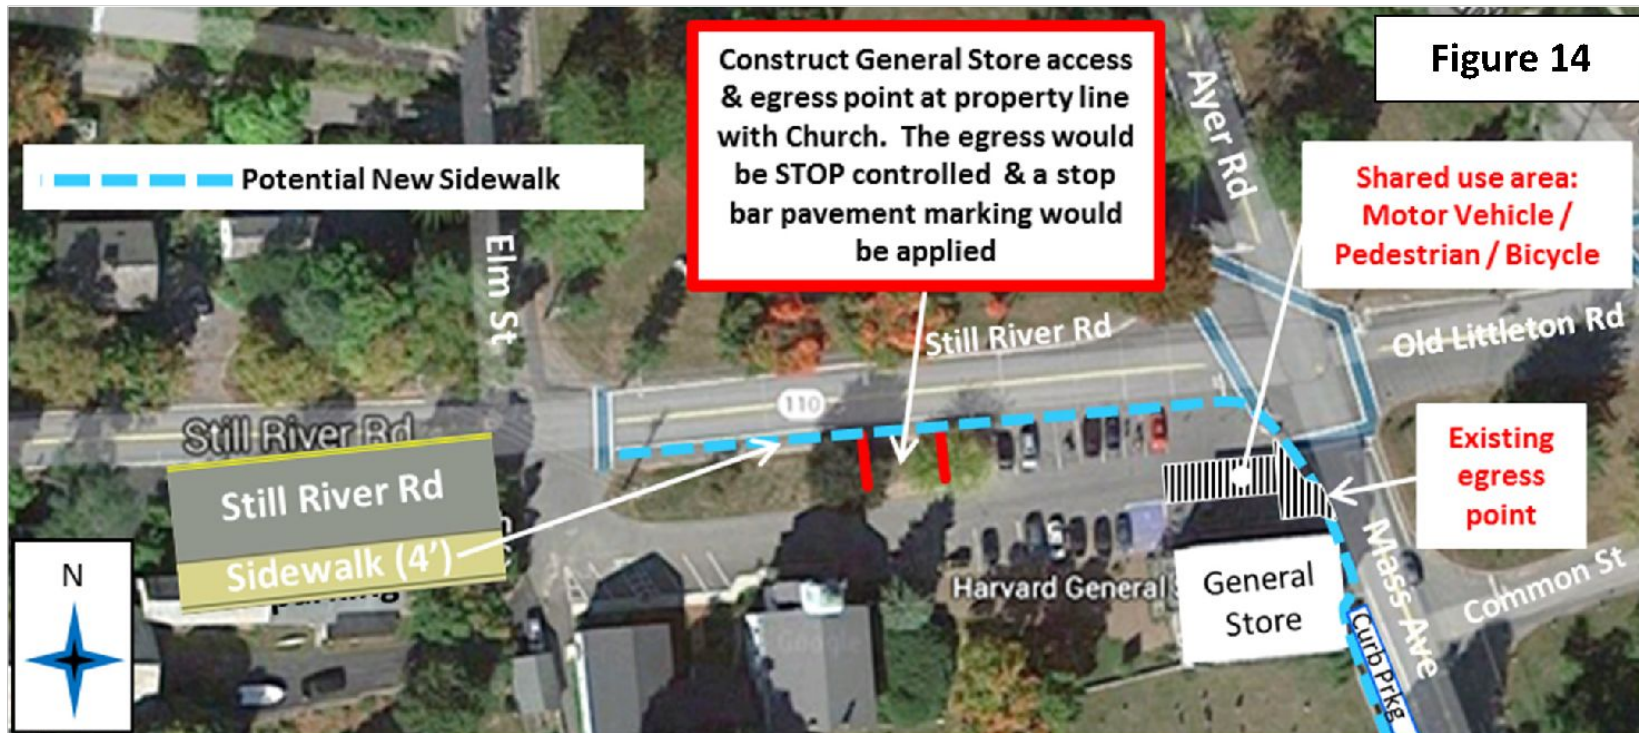 Figure 14
Construct General Store access
& egress point at property line
with Church. The egress would
be STOP controlled & a stop
bar pavement marking would
be applied
Ayer Rd
Shared use area:
Motor Vehicle /
Pedestrian / Bicycle
Potential New Sidewalk
Elm St
Still River Rd
Old Littleton Rd
110
Still River Rd
Existing
egress
point
Still River Rd
Sidewalk (4')
N
Mass Ave
Common St
Harvard General
General
Store
Curb Prkg
Google